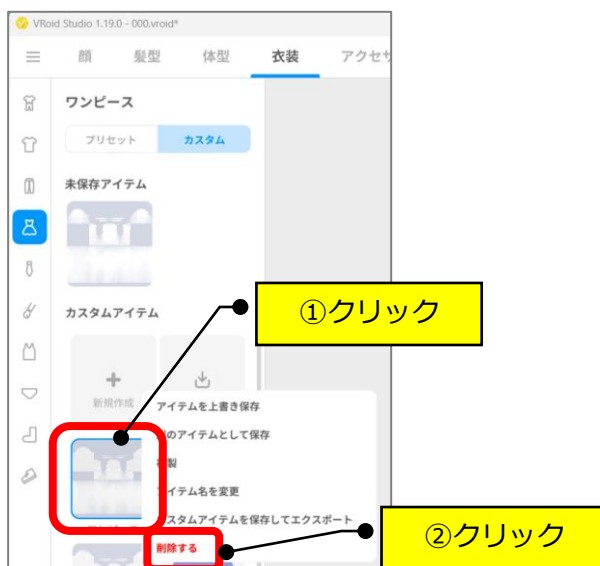 VRoid Studio 1.19.0 - 000.vroid*
顔 髪型 体型 衣装 アクセサ
ワンピース
プリセット カスタム
未保存アイテム
①クリック
カスタムアイテム
新規作成
アイテムを上書き保存
のアイテムとして保存
製
イテム名を変更
スタムアイテムを保存してエクスポート
削除する
②クリック